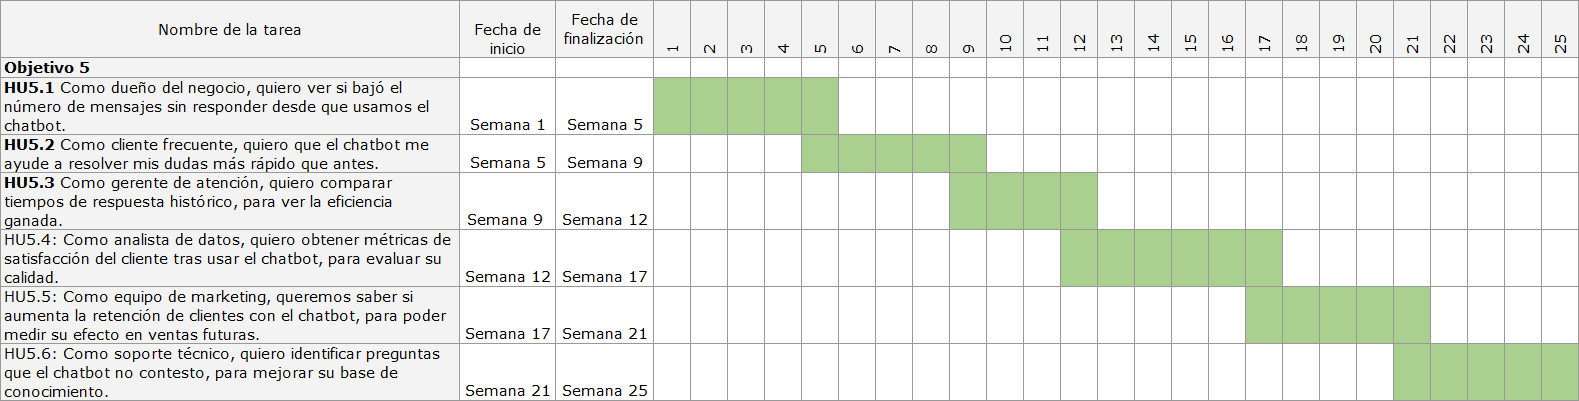 Nombre de la tarea
Fecha de
inicio
Fecha de
finalización
1 2 3 4 5 6 7 8 9 10 11 12 13 14 15 16 17 18 19 20 21 22 23 24 25
Objetivo 5
HU5.1 Como dueño del negocio, quiero ver si bajó el
número de mensajes sin responder desde que usamos el
chatbot.
Semana 1
Semana 5
HU5.2 Como cliente frecuente, quiero que el chatbot me
ayude a resolver mis dudas más rápido que antes.
Semana 5
Semana 9
HU5.3 Como gerente de atención, quiero comparar
tiempos de respuesta histórico, para ver la eficiencia
ganada.
Semana 9
Semana 12
HU5.4: Como analista de datos, quiero obtener métricas de
satisfacción del cliente tras usar el chatbot, para evaluar su
calidad.
Semana 12
Semana 17
HU5.5: Como equipo de marketing, queremos saber si
aumenta la retención de clientes con el chatbot, para poder
medir su efecto en ventas futuras.
Semana 17
Semana 21
HU5.6: Como soporte técnico, quiero identificar preguntas
que el chatbot no contesto, para mejorar su base de
conocimiento.
Semana 21
Semana 25